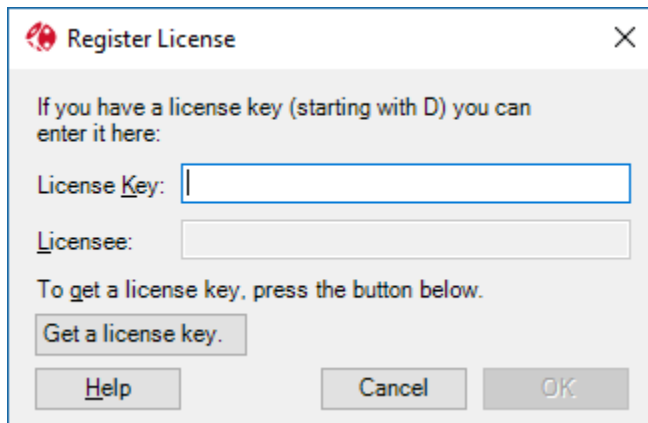 Register License
If you have a license key (starting with D) you can
enter it here:
License Key:
Licensee:
To get a license key, press the button below.
Get a license key.
Help
Cancel
OK